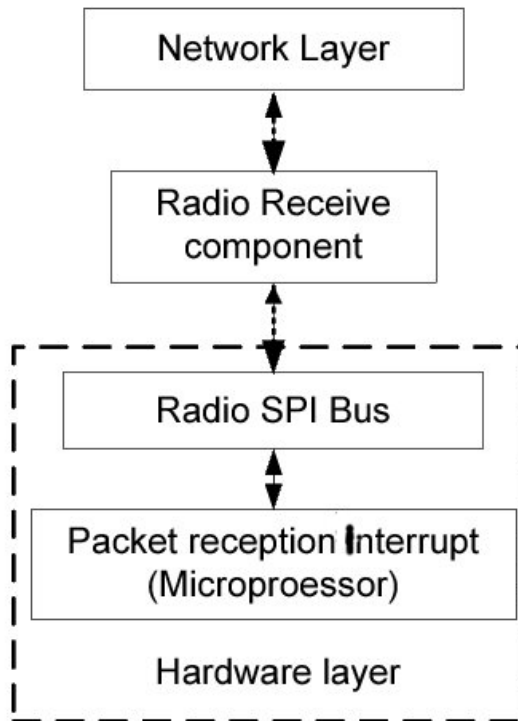 Network Layer
Radio Receive
component
Radio SPI Bus
Packet reception Interrupt
(Microproessor)
Hardware layer